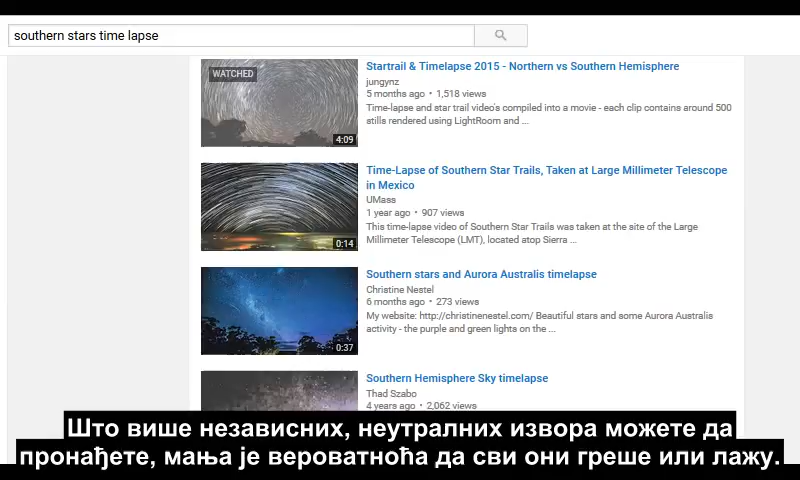 southern stars time lapse
WATCHED
4:09
Startrail & Timelapse 2015 - Northern vs Southern Hemisphere
jungynz
5 months ago • 1,518 views
Time-lapse and star trail video's compiled into a movie - each clip contains around 500
stills rendered using LightRoom and ...
0:14
Time-Lapse of Southern Star Trails, Taken at Large Millimeter Telescope
in Mexico
UMass
1 year ago • 907 views
This time-lapse video of Southern Star Trails was taken at the site of the Large
Millimeter Telescope (LMT), located atop Sierra ...
0:37
Southern stars and Aurora Australis timelapse
Christine Nestel
6 months ago • 273 views
My website: http://christinenestel.com/ Beautiful stars and some Aurora Australis
activity - the purple and green lights on the ...
Southern Hemisphere Sky timelapse
Thad Szabo
4 years ago • 2,062 views
Што више независних, неутралних извора можете да
пронађете, мања је вероватноћа да сви они греше или лажу.